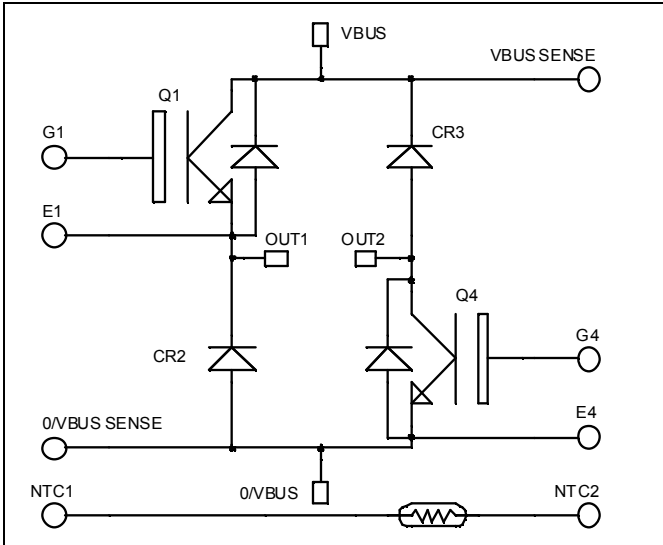 VBUS
VBUS SENSE
Q1
G1
CR3
E1
OUT1
OUT2
Q4
G4
CR2
E4
0/VBUS SENSE
NTC1
0/VBUS
NTC2